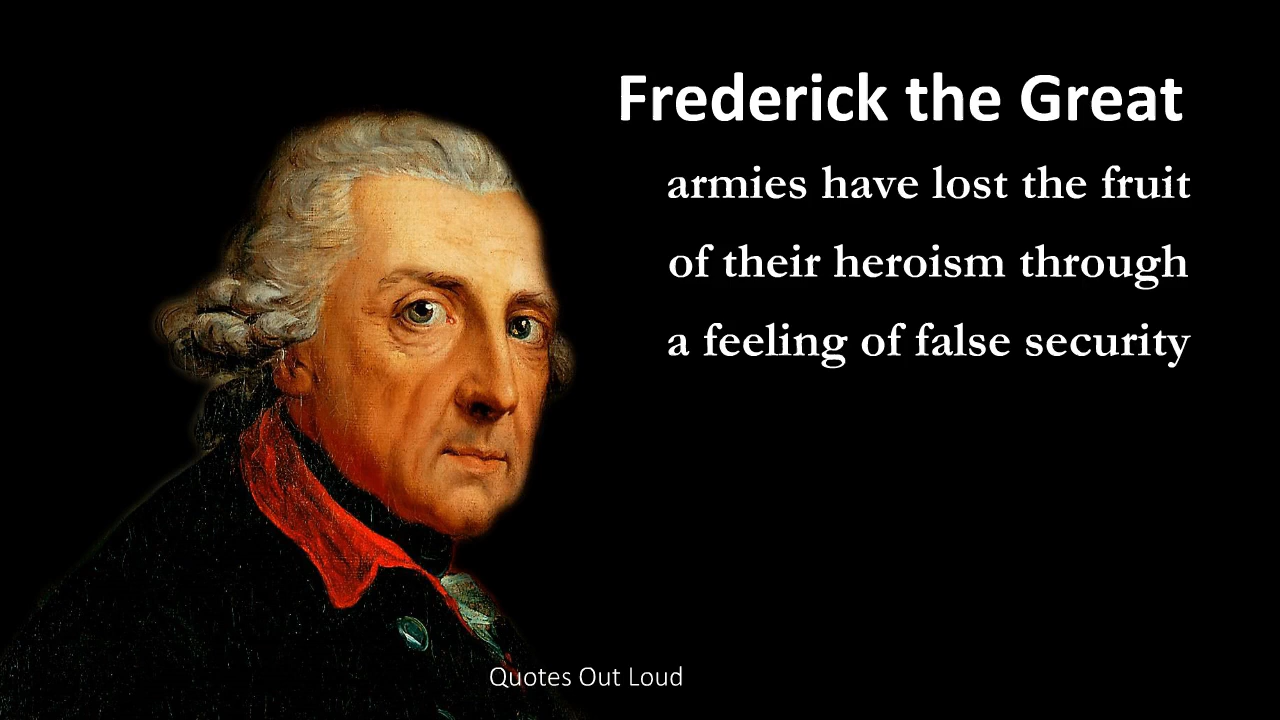 Frederick the Great
armies have lost the fruit
of their heroism through
a feeling of false security
Quotes Out Loud